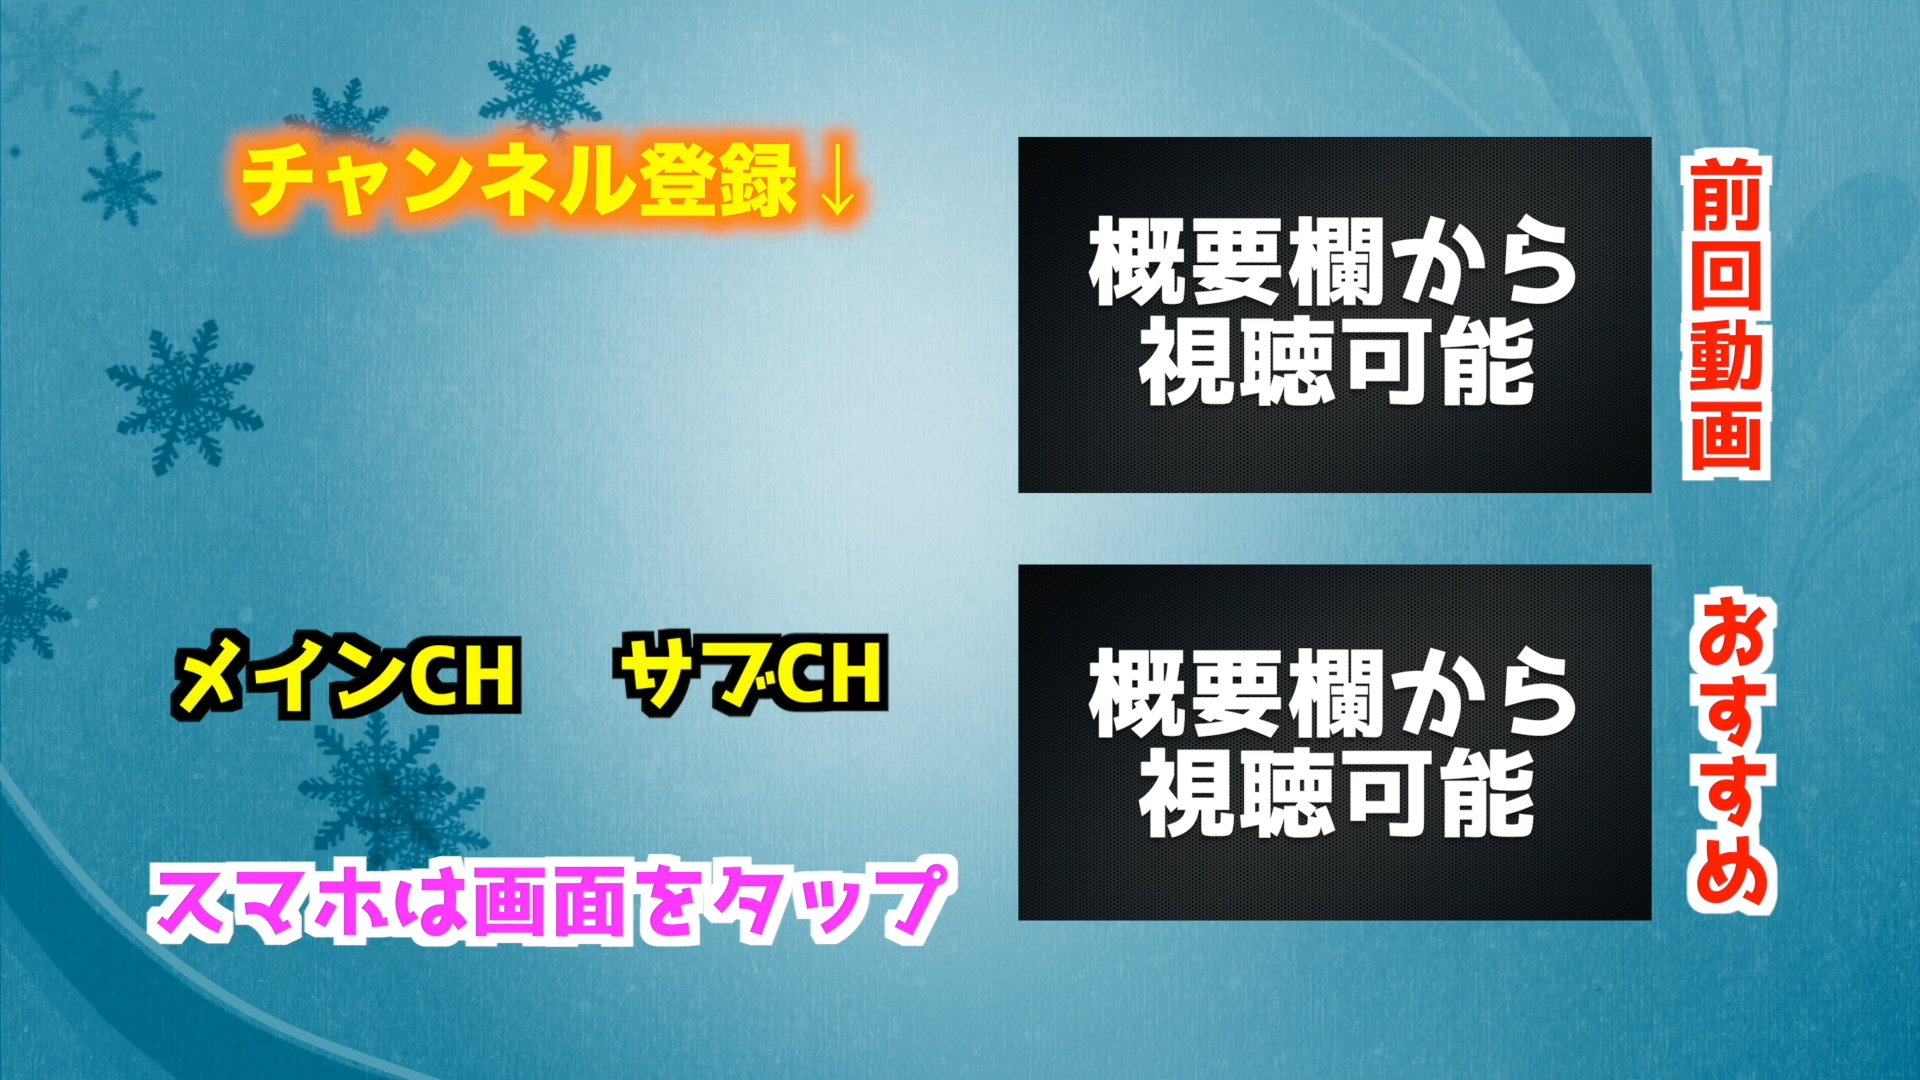 チャンネル登録↓
メインCH
サブCH
スマホは画面をタップ
概要欄から
視聴可能
前回動画
概要欄から
視聴可能
おすすめ